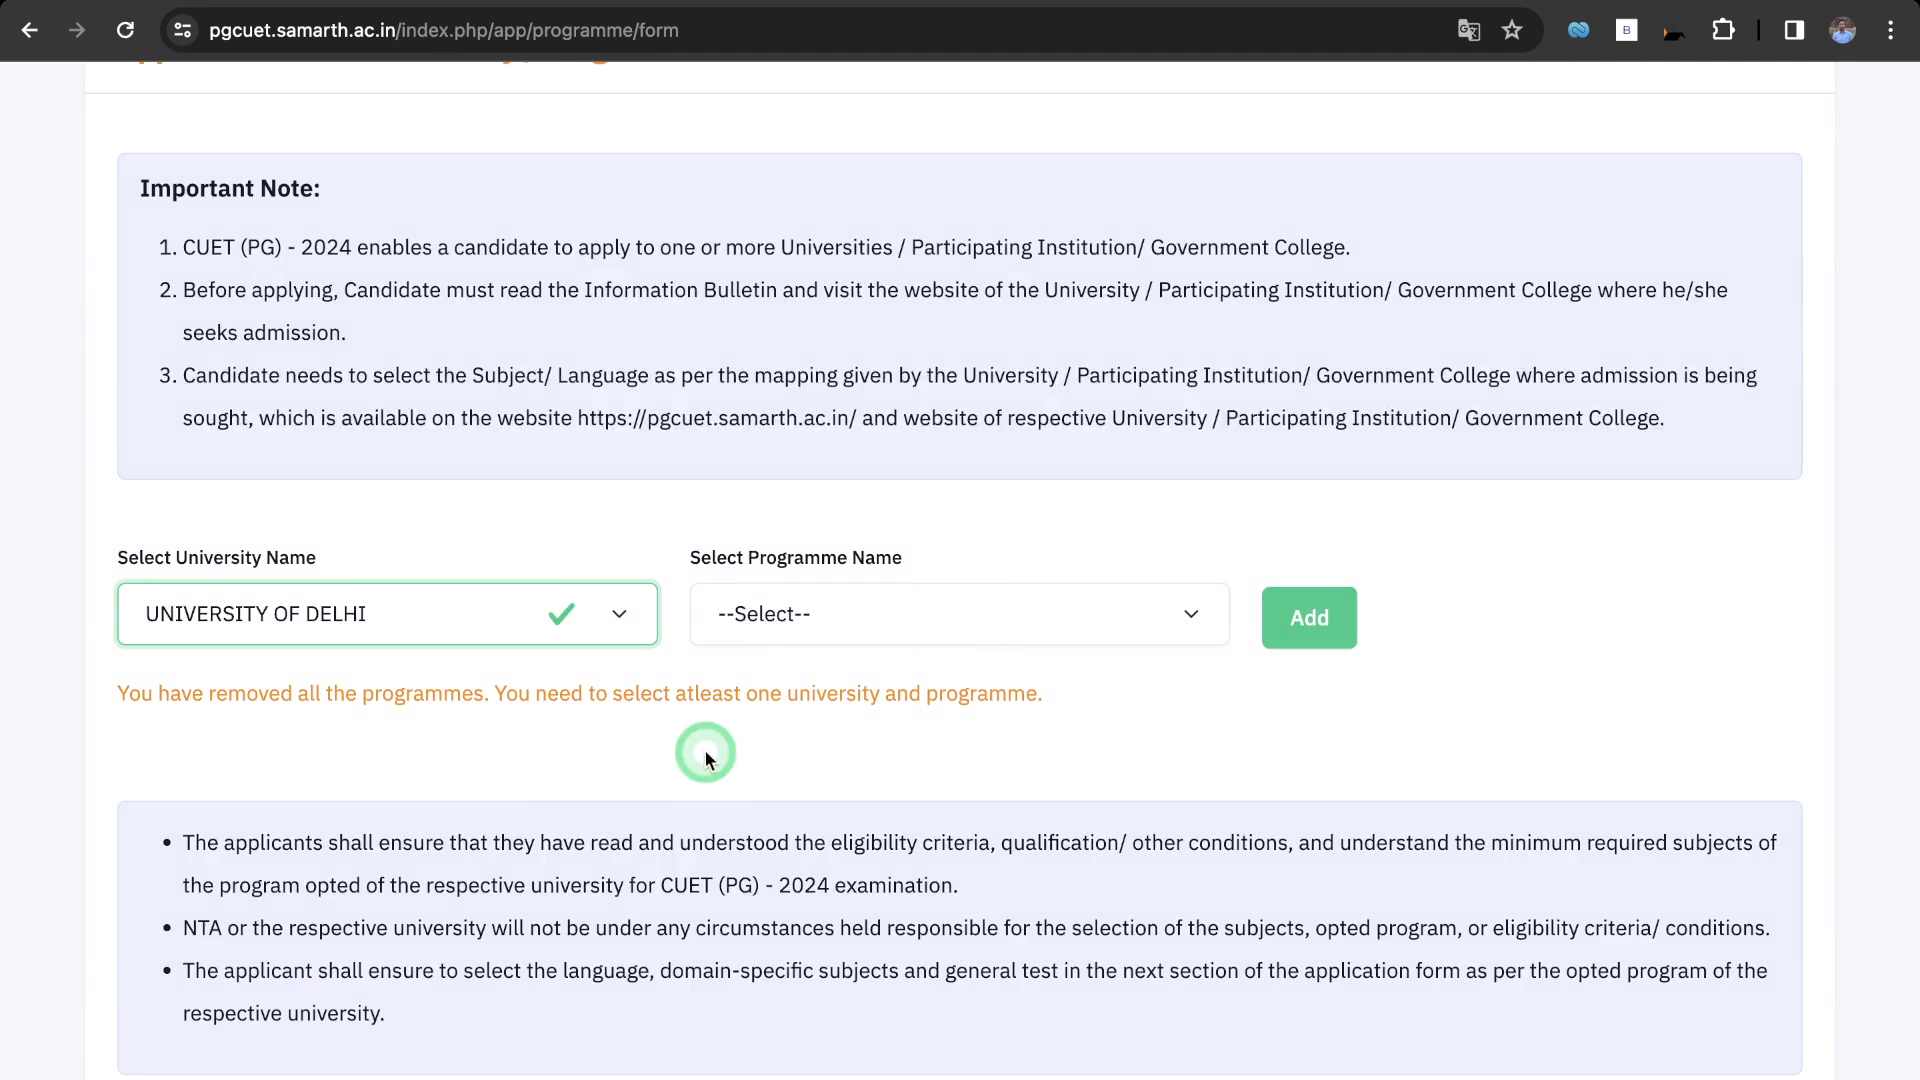 pgcuet.samarth.ac.in/index.php/app/programme/form
B
Important Note:
1. CUET (PG) - 2024 enables a candidate to apply to one or more Universities / Participating Institution/ Government College.
2. Before applying, Candidate must read the Information Bulletin and visit the website of the University / Participating Institution/ Government College where he/she
seeks admission.
3. Candidate needs to select the Subject/ Language as per the mapping given by the University / Participating Institution/ Government College where admission is being
sought, which is available on the website https://pgcuet.samarth.ac.in/ and website of respective University / Participating Institution/ Government College.
Select University Name
Select Programme Name
UNIVERSITY OF DELHI
--Select--
Add
You have removed all the programmes. You need to select atleast one university and programme.
• The applicants shall ensure that they have read and understood the eligibility criteria, qualification/ other conditions, and understand the minimum required subjects of
the program opted of the respective university for CUET (PG) - 2024 examination.
• NTA or the respective university will not be under any circumstances held responsible for the selection of the subjects, opted program, or eligibility criteria/ conditions.
• The applicant shall ensure to select the language, domain-specific subjects and general test in the next section of the application form as per the opted program of the
respective university.